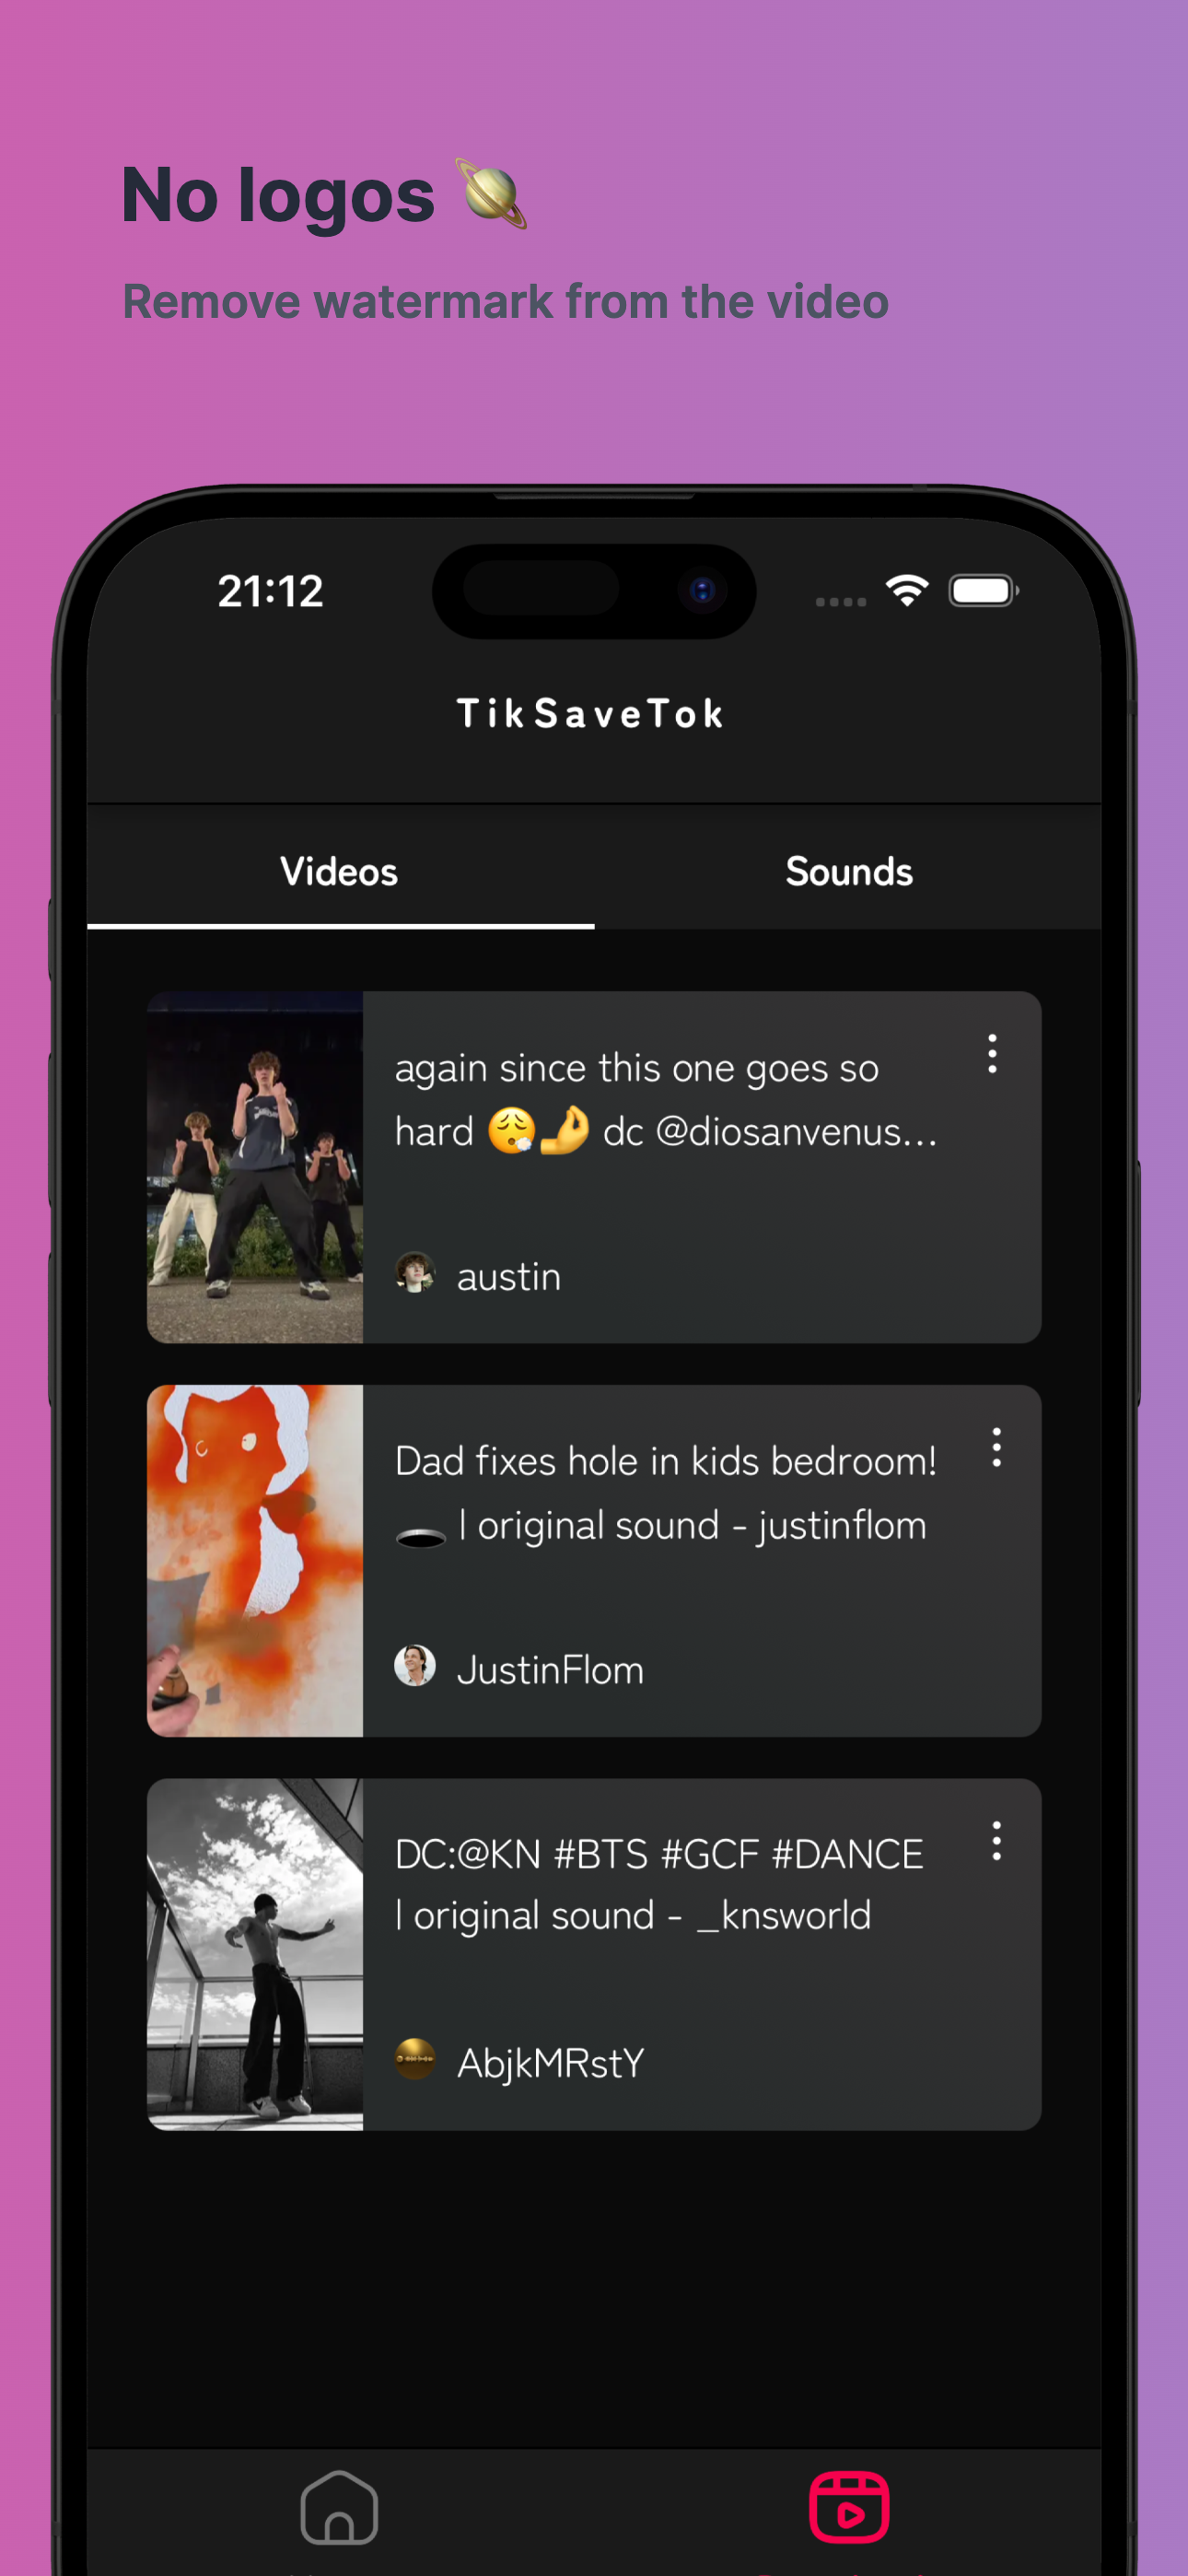 No logos 🪐
Remove watermark from the video
21:12
TikSaveTok
Videos
Sounds
again since this one goes so
hard 😮‍💨🤌 dc @diosanvenus...
austin
Dad fixes hole in kids bedroom!
🕳️ | original sound - justinflom
JustinFlom
DC:@KN #BTS #GCF #DANCE
| original sound - _knsworld
AbjkMRstY